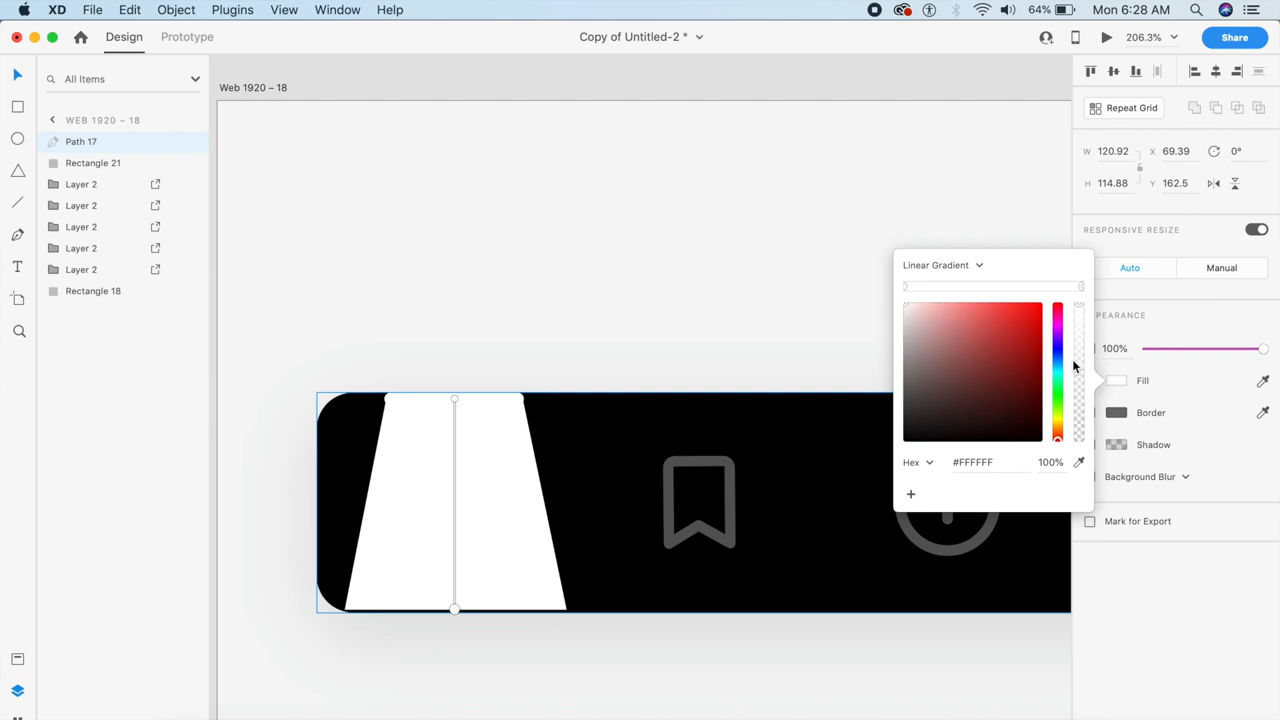 XD File Edit Object Plugins View Window Help 64% Mon 6:28 AM
Design Prototype Copy of Untitled-2 * 206.3% Share
All Items
Web 1920 – 18
Repeat Grid
WEB 1920 – 18
Path 17
Rectangle 21
Layer 2
Layer 2
Layer 2
Layer 2
Layer 2
Rectangle 18
W 120.92 X 69.39 0°
H 114.88 Y 162.5
RESPONSIVE RESIZE
Auto Manual
Linear Gradient
Hex #FFFFFF 100%
+
PEARANCE
100%
Fill
Border
Shadow
Background Blur
Mark for Export